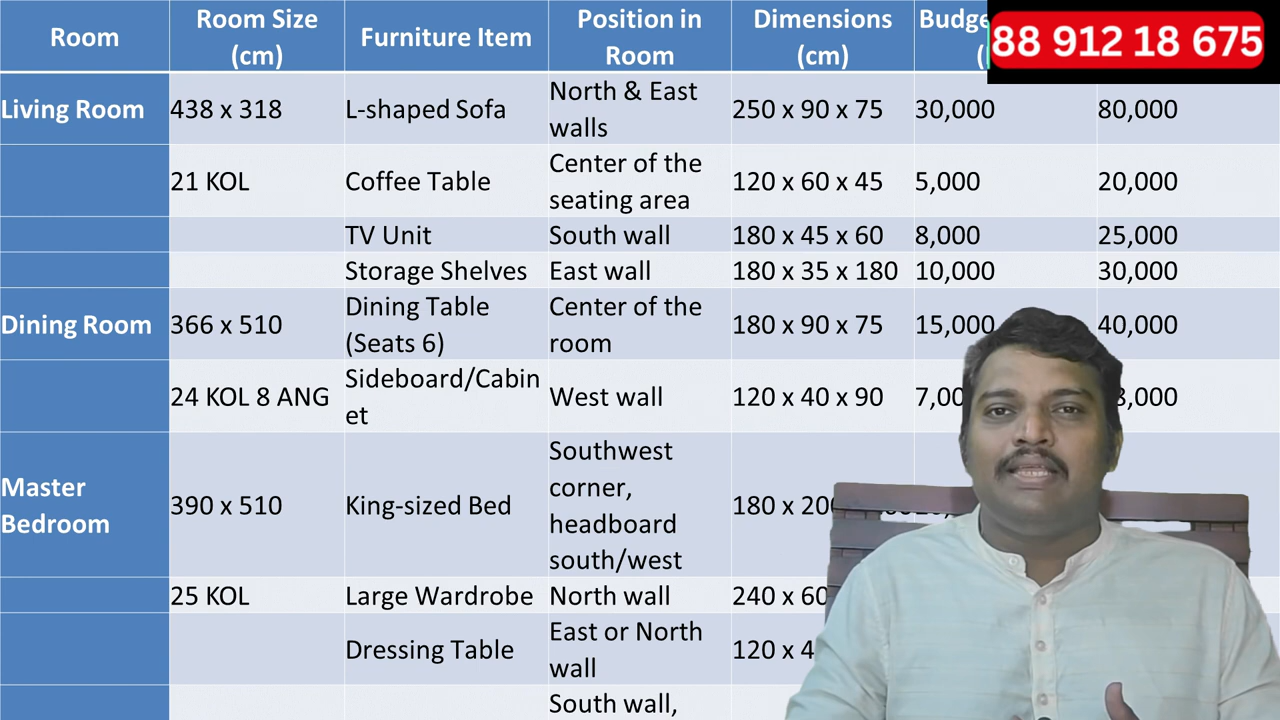 Room
Room Size
(cm)
Furniture Item
Position in
Room
Dimensions
(cm)
88 912 18 675
Living Room
438 x 318
L-shaped Sofa
North & East
walls
250 x 90 x 75
30,000
80,000
21 KOL
Coffee Table
Center of the
seating area
120 x 60 x 45
5,000
20,000
TV Unit
South wall
180 x 45 x 60
8,000
25,000
Storage Shelves
East wall
180 x 35 x 180
10,000
30,000
Dining Room
366 x 510
Dining Table
(Seats 6)
Center of the
room
180 x 90 x 75
15,000
40,000
24 KOL 8 ANG
Sideboard/Cabin
et
West wall
120 x 40 x 90
Master
Bedroom
390 x 510
King-sized Bed
Southwest
corner,
headboard
south/west
180 x
25 KOL
Large Wardrobe
North wall
240 x 60
Dressing Table
East or North
wall
120 x
South wall,